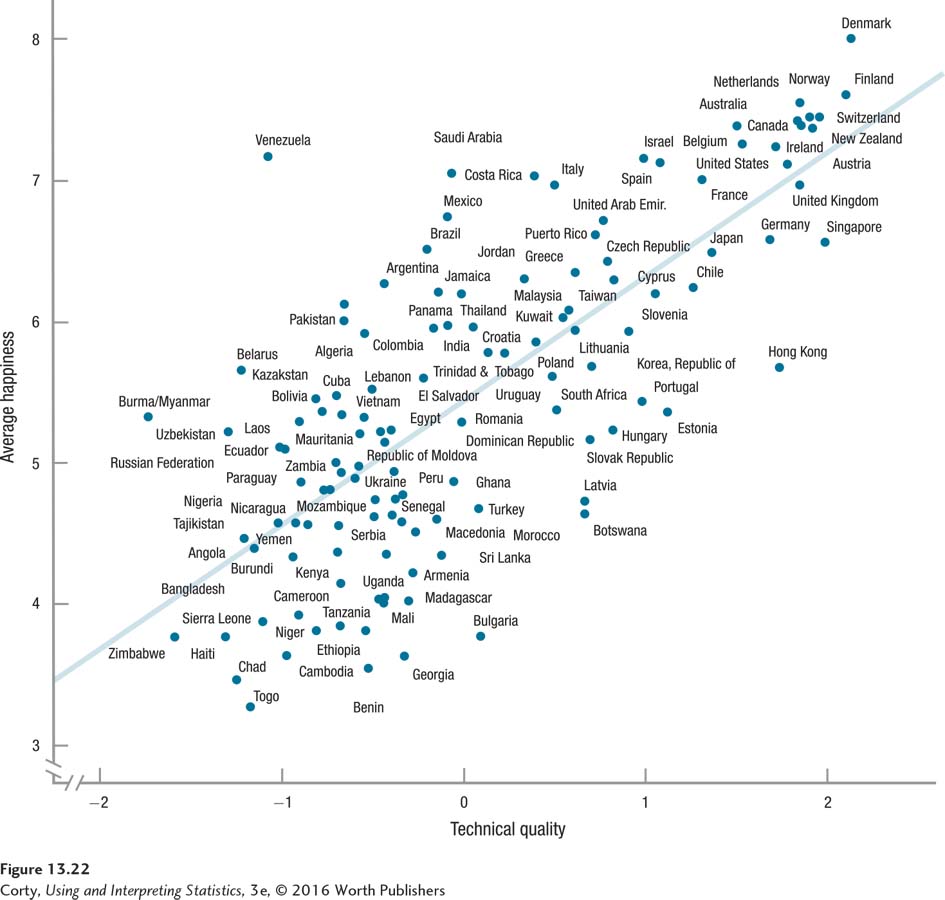 8
Denmark
Netherlands Norway Finland
Australia
Canada Switzerland
Venezuela Saudi Arabia Israel Belgium Ireland New Zealand
7
Costa Rica Italy Spain United States Austria
Mexico United Arab Emir. France United Kingdom
Brazil Puerto Rico Czech Republic Japan Germany Singapore
Jordan Greece
Argentina Jamaica Cyprus Chile
Malaysia Taiwan
6
Pakistan Panama Thailand Kuwait Slovenia
Algeria Colombia India Croatia Lithuania
Belarus Hong Kong
Kazakstan Cuba Lebanon Trinidad & Tobago Poland Korea, Republic of
Burma/Myanmar Bolivia Vietnam El Salvador Uruguay South Africa Portugal
Uzbekistan Laos Egypt Romania Estonia
Mauritania Dominican Republic Hungary
5
Russian Federation Ecuador Zambia Republic of Moldova Slovak Republic
Paraguay Ukraine Peru Ghana Latvia
Nigeria Nicaragua Mozambique Senegal Turkey
Tajikistan Yemen Serbia Macedonia Morocco Botswana
Angola Burundi Kenya Armenia Sri Lanka
Bangladesh Cameroon Uganda Madagascar
4
Sierra Leone Niger Tanzania Mali Bulgaria
Zimbabwe Haiti Chad Ethiopia
Cambodia Georgia
Togo Benin
3
Average happiness
−2 −1 0 1 2
Technical quality
Figure 13.22
Corty, Using and Interpreting Statistics, 3e, © 2016 Worth Publishers